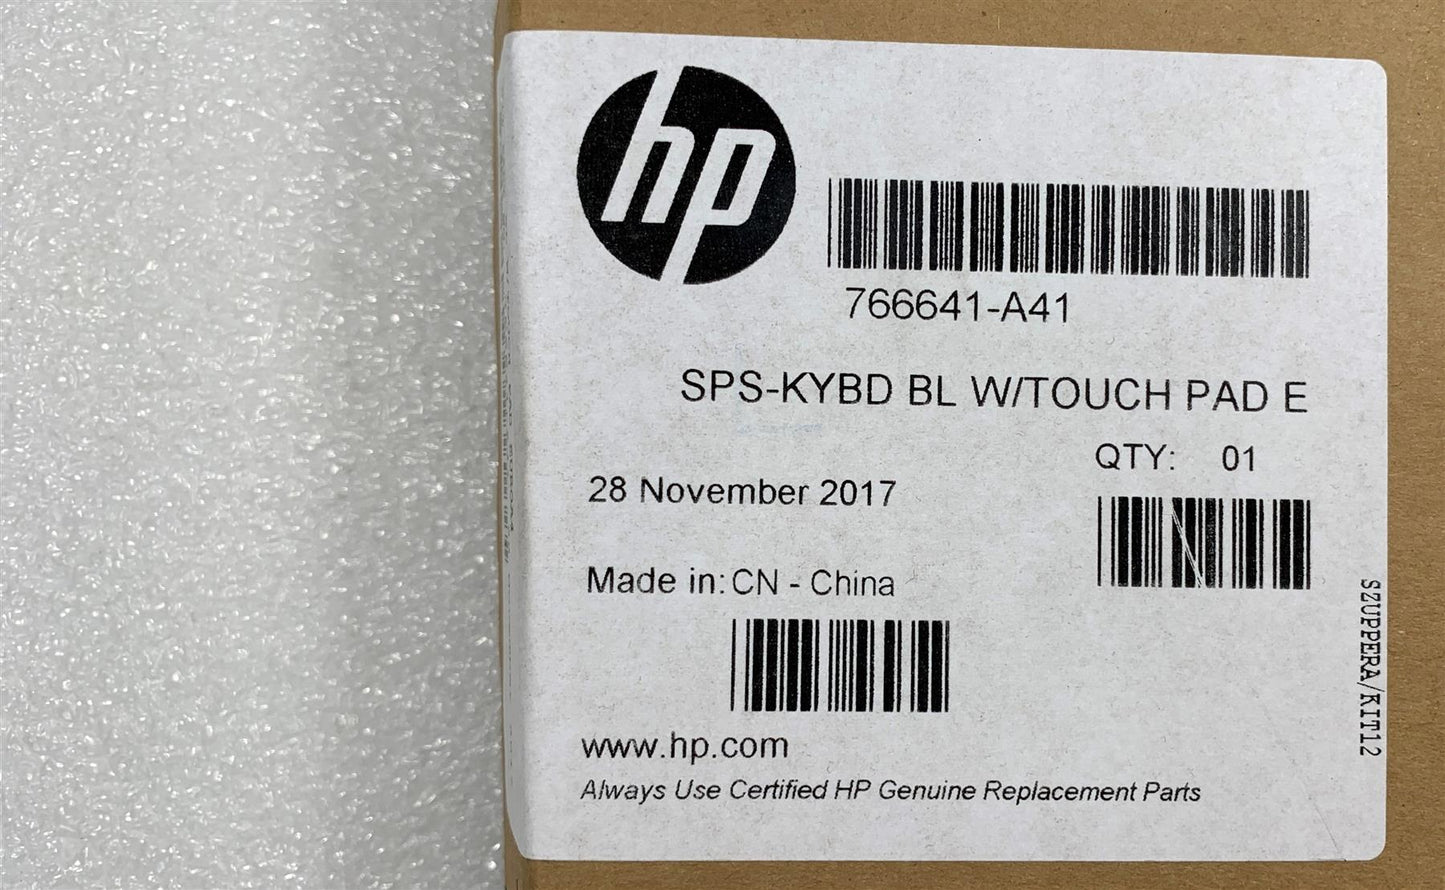 hp
766641-A41
SPS-KYBD BL W/TOUCH PAD E
QTY: 01
28 November 2017
Made in: CN - China
www.hp.com
Always Use Certified HP Genuine Replacement Parts
SZUPPERA/KIT12